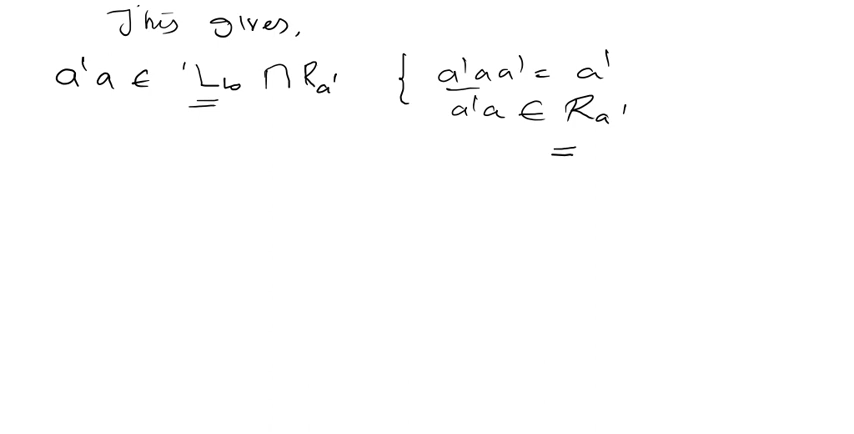 This gives,
a'a ∈ 'L_b ∩ R_a' { a'aa' = a'
a'a ∈ R_a'